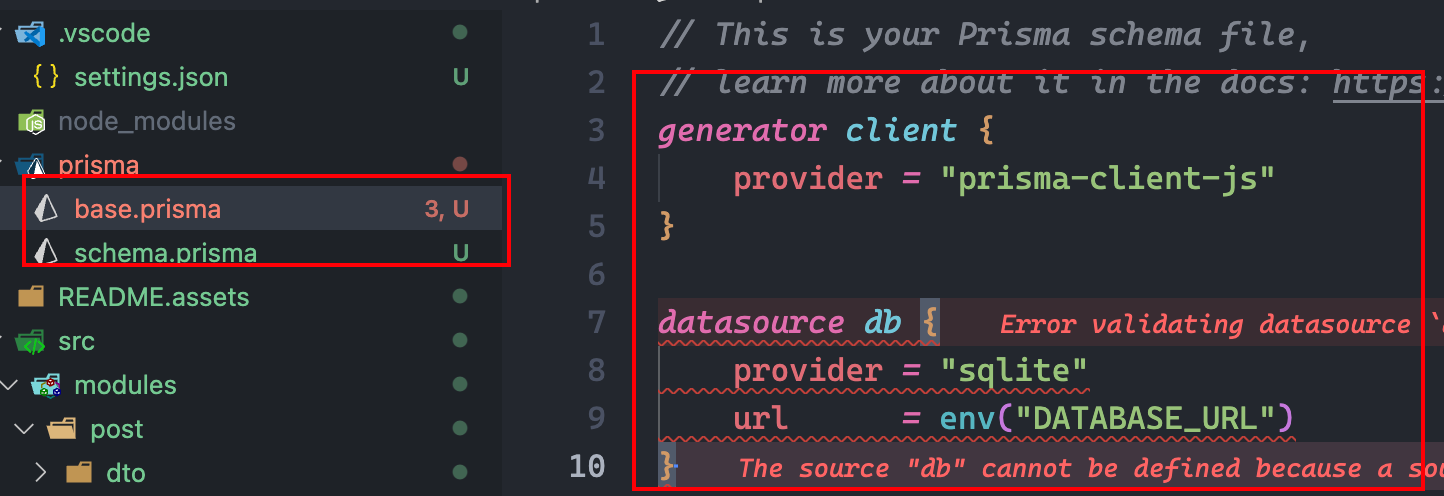 .vscode
settings.json U
node_modules
prisma
base.prisma 3, U
schema.prisma U
README.assets
src
modules
post
dto
1 // This is your Prisma schema file,
2 // learn more about it in the docs: https:
3 generator client {
4 provider = "prisma-client-js"
5 }
6
7 datasource db { Error validating datasource `
8 provider = "sqlite"
9 url = env("DATABASE_URL")
10 } The source "db" cannot be defined because a